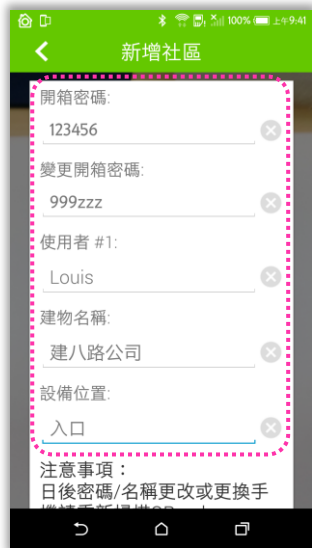 100% 上午9:41
新增社區
開箱密碼:
123456
變更開箱密碼:
999zzz
使用者 #1:
Louis
建物名稱:
建八路公司
設備位置:
入口
注意事項：
日後密碼/名稱更改或更換手